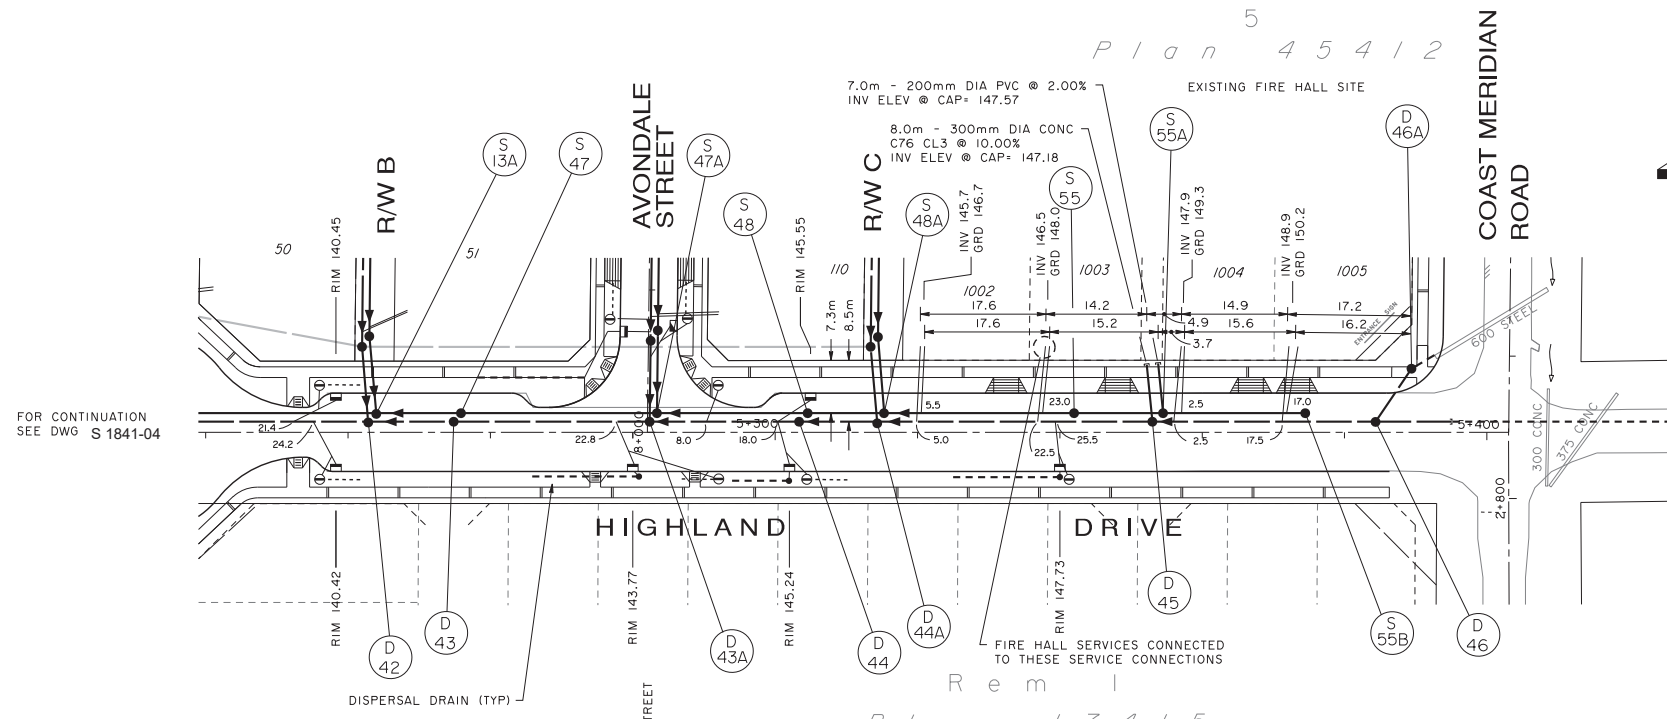 5
Plan 45412
EXISTING FIRE HALL SITE
7.0m - 200mm DIA PVC @ 2.00%
INV ELEV @ CAP= 147.57
8.0m - 300mm DIA CONC
C76 CL3 @ 10.00%
INV ELEV @ CAP= 147.18
COAST MERIDIAN
ROAD
AVONDALE
STREET
R/W B
R/W C
S
13A
S
47
S
47A
S
48
S
48A
S
55
S
55A
D
46A
50
51
110
1002
1003
1004
1005
RIM 140.45
RIM 145.55
INV 145.7
GRD 146.7
INV 146.5
GRD 148.0
INV 147.9
GRD 149.3
INV 148.9
GRD 150.2
7.3m
8.5m
17.6
14.2
4.9
14.9
17.2
17.6
15.2
3.7
15.6
16.2
ENTRANCE SIGN
600 STEEL
300 CONC
375 CONC
FOR CONTINUATION
SEE DWG S 1841-04
21.4
24.2
22.8
8+000
8.0
18.0
5+300
5.5
5.0
23.0
22.5
25.5
2.5
2.5
17.0
17.5
5+400
2+800
HIGHLAND DRIVE
RIM 140.42
RIM 143.77
RIM 145.24
RIM 147.73
D
42
D
43
D
43A
D
44
D
44A
D
45
S
55B
D
46
FIRE HALL SERVICES CONNECTED
TO THESE SERVICE CONNECTIONS
DISPERSAL DRAIN (TYP)
Rem 1